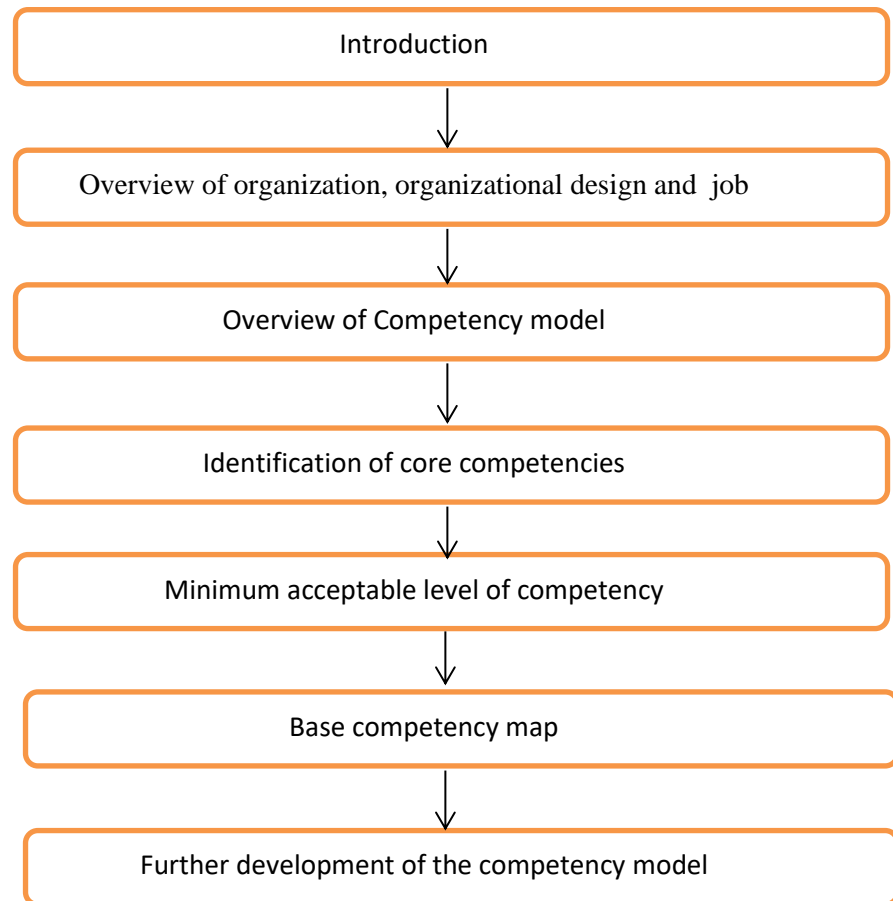 Introduction
Overview of organization, organizational design and  job
Overview of Competency model
Identification of core competencies
Minimum acceptable level of competency
Base competency map
Further development of the competency model